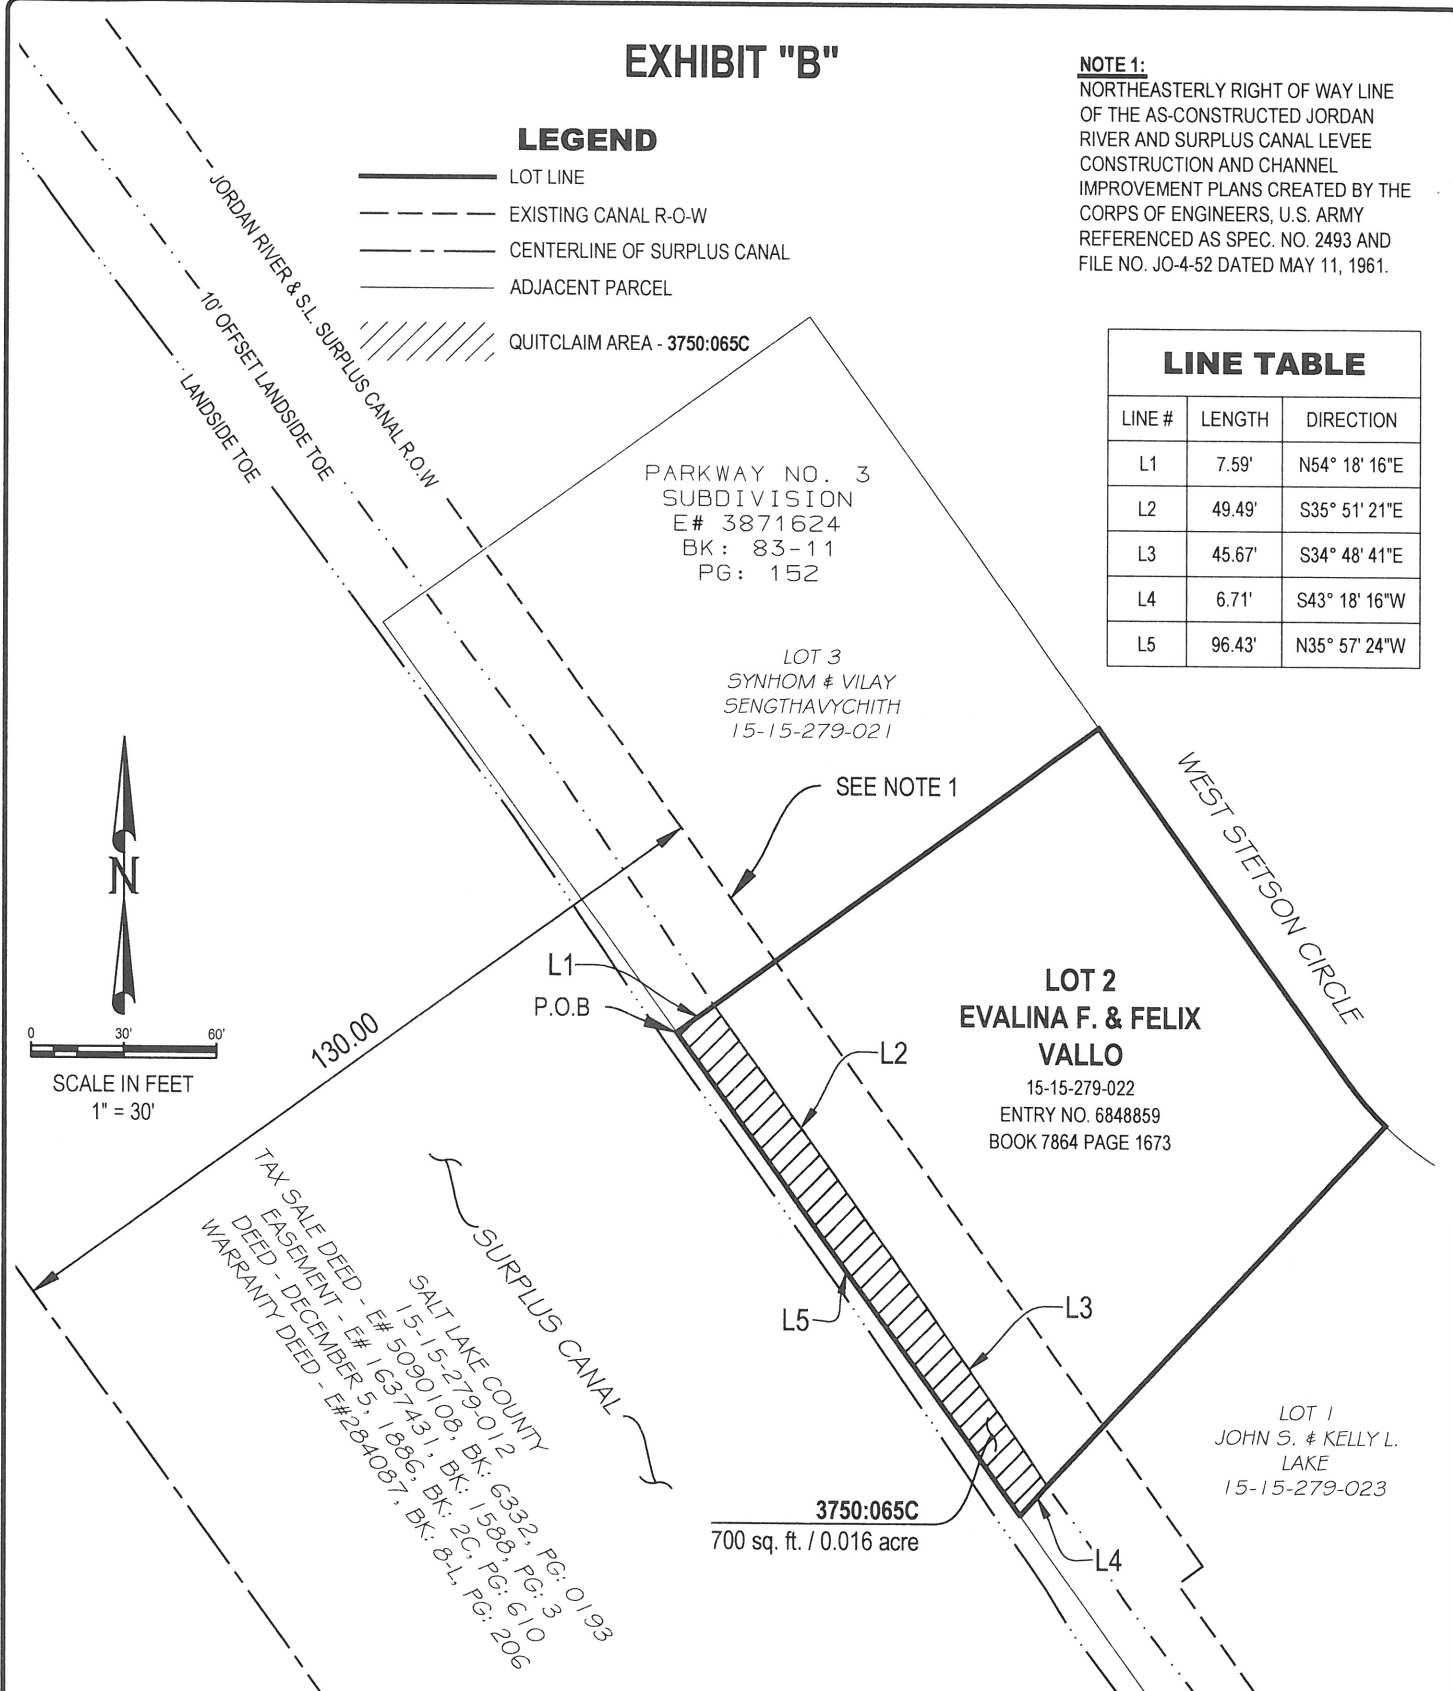 EXHIBIT "B"
NOTE 1:
NORTHEASTERLY RIGHT OF WAY LINE
OF THE AS-CONSTRUCTED JORDAN
RIVER AND SURPLUS CANAL LEVEE
CONSTRUCTION AND CHANNEL
IMPROVEMENT PLANS CREATED BY THE
CORPS OF ENGINEERS, U.S. ARMY
REFERENCED AS SPEC. NO. 2493 AND
FILE NO. JO-4-52 DATED MAY 11, 1961.
LEGEND
LOT LINE
EXISTING CANAL R-O-W
CENTERLINE OF SURPLUS CANAL
ADJACENT PARCEL
QUITCLAIM AREA - 3750:065C
JORDAN RIVER & S.L. SURPLUS CANAL R.O.W
10' OFFSET LANDSIDE TOE
LANDSIDE TOE
LINE TABLE
LINE # LENGTH DIRECTION
L1 7.59' N54° 18' 16"E
L2 49.49' S35° 51' 21"E
L3 45.67' S34° 48' 41"E
L4 6.71' S43° 18' 16"W
L5 96.43' N35° 57' 24"W
PARKWAY NO. 3
SUBDIVISION
E# 3871624
BK: 83-11
PG: 152
LOT 3
SYNHOM & VILAY
SENGTHAVYCHITH
15-15-279-021
SEE NOTE 1
WEST STETSON CIRCLE
N
0 30' 60'
SCALE IN FEET
1" = 30'
130.00
L1
P.O.B
L2
LOT 2
EVALINA F. & FELIX
VALLO
15-15-279-022
ENTRY NO. 6848859
BOOK 7864 PAGE 1673
L5
L3
SURPLUS CANAL
SALT LAKE COUNTY
15-15-279-012
TAX SALE DEED - E# 5090108, BK: 6332, PG: 0193
EASEMENT - E# 1637431, BK: 1588, PG: 3
DEED - DECEMBER 5, 1886, BK: 2C, PG: 610
WARRANTY DEED - E#284087, BK: 8-L, PG: 206
LOT 1
JOHN S. & KELLY L.
LAKE
15-15-279-023
3750:065C
700 sq. ft. / 0.016 acre
L4